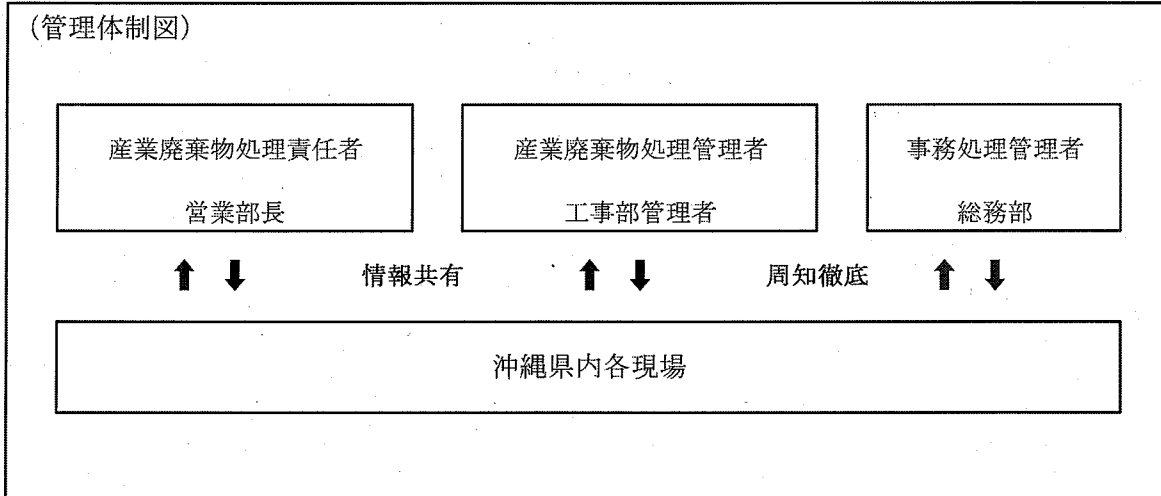 (管理体制図)
産業廃棄物処理責任者
営業部長
産業廃棄物処理管理者
工事部管理者
事務処理管理者
総務部
情報共有
周知徹底
沖縄県内各現場